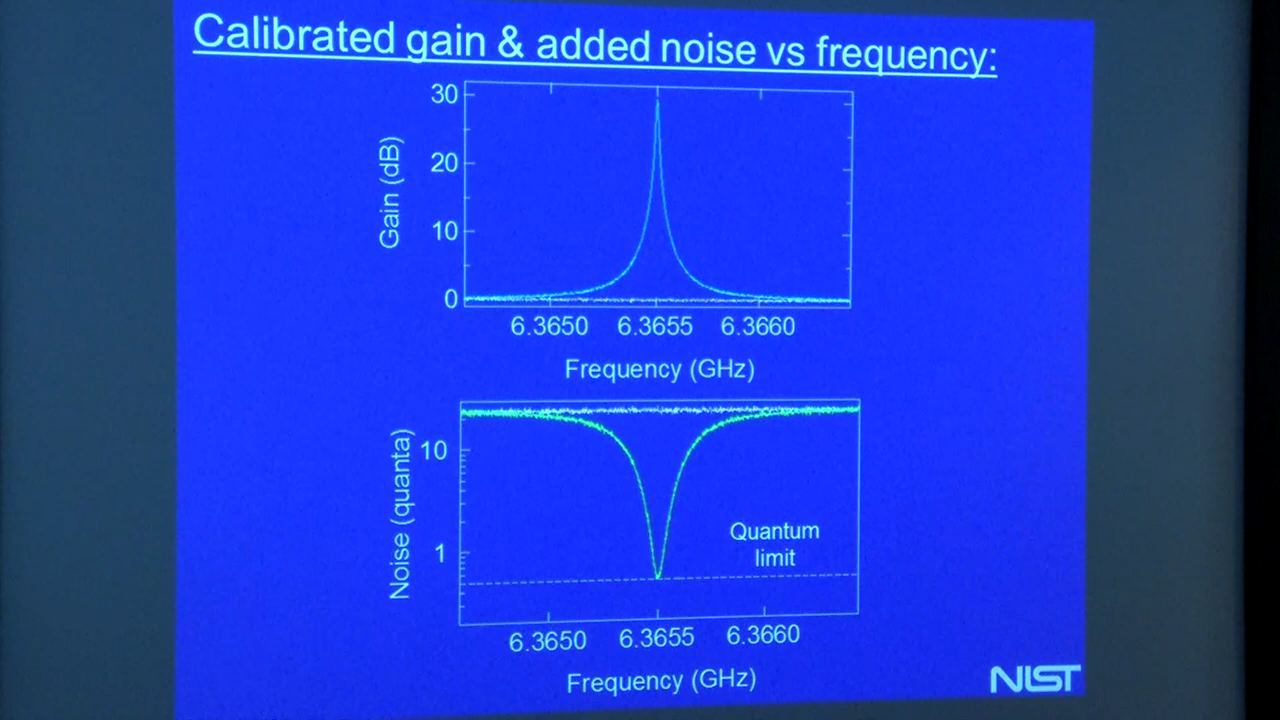 Calibrated gain & added noise vs frequency:
30
20
10
0
Gain (dB)
6.3650 6.3655 6.3660
Frequency (GHz)
10
1
Noise (quanta)
Quantum
limit
6.3650 6.3655 6.3660
Frequency (GHz)
NIST